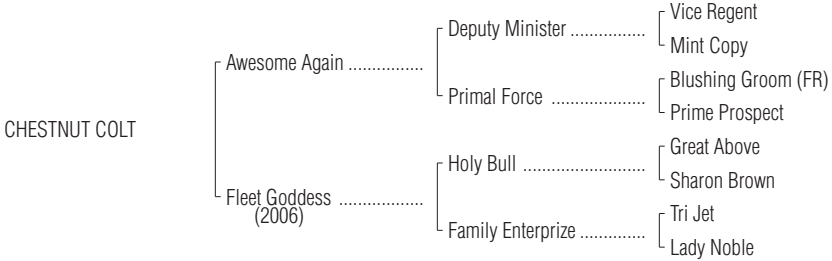 Vice Regent
Deputy Minister ................
Mint Copy
Awesome Again ................
Blushing Groom (FR)
Primal Force ....................
Prime Prospect
CHESTNUT COLT
Great Above
Holy Bull ..........................
Sharon Brown
Fleet Goddess ..................
(2006)
Tri Jet
Family Enterprize ..............
Lady Noble